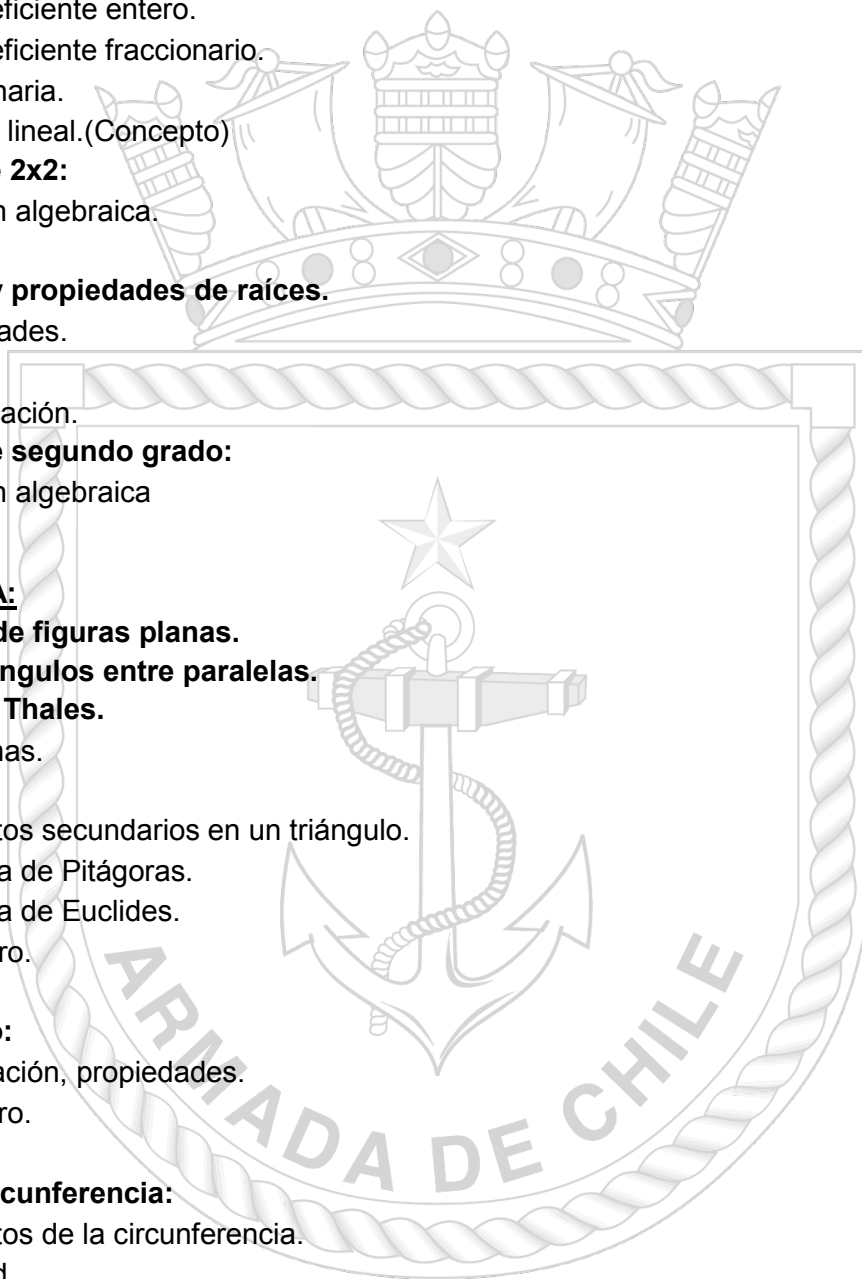 eficiente entero.
eficiente fraccionario.
naria.
lineal.(Concepto)
e 2x2:
n algebraica.
y propiedades de raíces.
ades.
ación.
e segundo grado:
n algebraica
A:
de figuras planas.
ángulos entre paralelas.
Thales.
nas.
tos secundarios en un triángulo.
a de Pitágoras.
a de Euclides.
ro.
o:
ación, propiedades.
ro.
rcunferencia:
tos de la circunferencia.
ARMADA DE CHILE